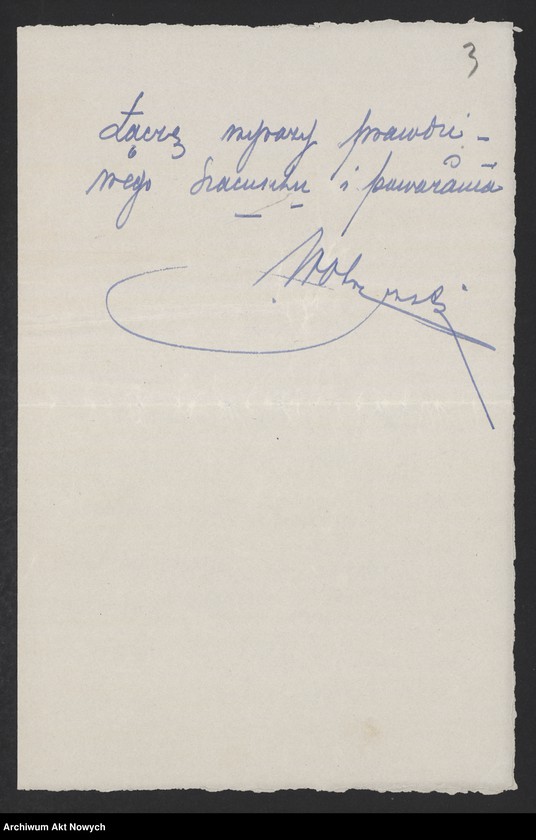 3
Łączę wyrazy prawdzi-
wego szacunku i poważania
Archiwum Akt Nowych